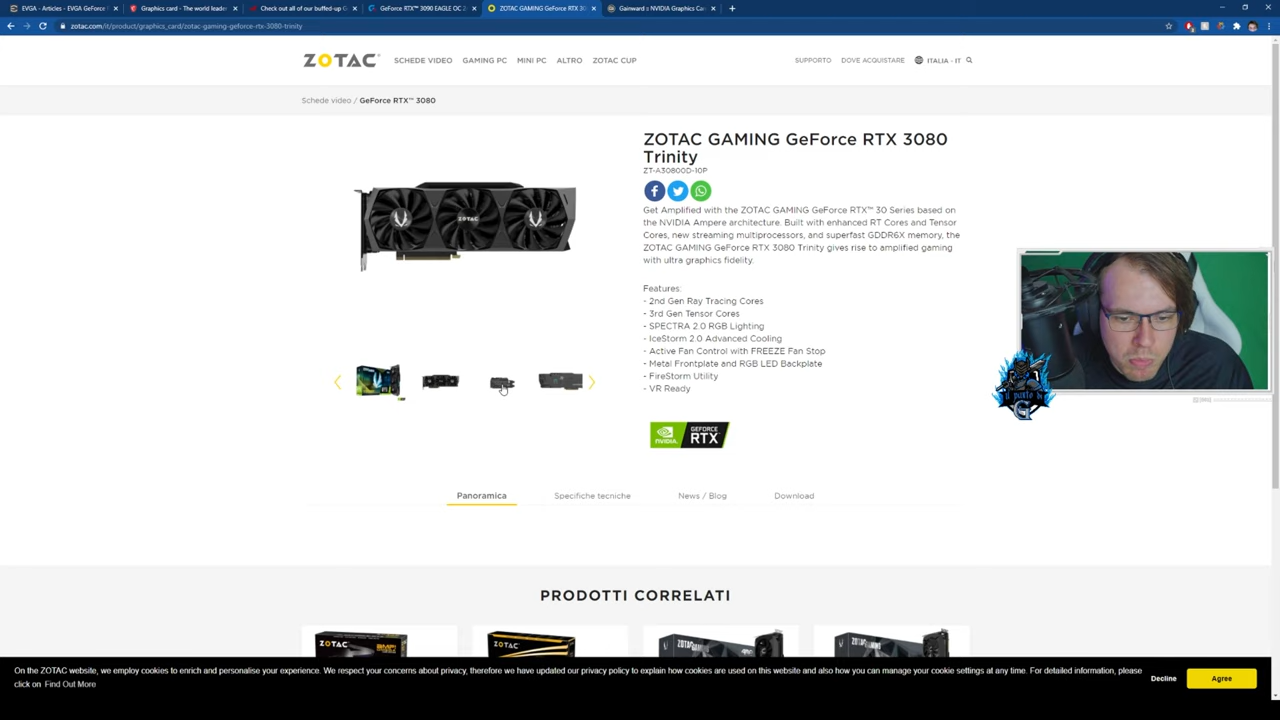 EVGA - Articles - EVGA GeForce F
Graphics card - The world leader
Check out all of our buffed-up G
GeForce RTX™ 3090 EAGLE OC 2
ZOTAC GAMING GeForce RTX 30
Gainward :: NVIDIA Graphics Car
zotac.com/it/product/graphics_card/zotac-gaming-geforce-rtx-3080-trinity
ZOTAC
SCHEDE VIDEO
GAMING PC
MINI PC
ALTRO
ZOTAC CUP
SUPPORTO
DOVE ACQUISTARE
ITALIA - IT
Schede video / GeForce RTX™ 3080
ZOTAC GAMING GeForce RTX 3080
Trinity
ZT-A30800D-10P
Get Amplified with the ZOTAC GAMING GeForce RTX™ 30 Series based on
the NVIDIA Ampere architecture. Built with enhanced RT Cores and Tensor
Cores, new streaming multiprocessors, and superfast GDDR6X memory, the
ZOTAC GAMING GeForce RTX 3080 Trinity gives rise to amplified gaming
with ultra graphics fidelity.
Features:
- 2nd Gen Ray Tracing Cores
- 3rd Gen Tensor Cores
- SPECTRA 2.0 RGB Lighting
- IceStorm 2.0 Advanced Cooling
- Active Fan Control with FREEZE Fan Stop
- Metal Frontplate and RGB LED Backplate
- FireStorm Utility
- VR Ready
ZOTAC
NVIDIA.
GEFORCE
RTX
Il punto di
G
Panoramica
Specifiche tecniche
News / Blog
Download
PRODOTTI CORRELATI
ZOTAC
ZOTAC
On the ZOTAC website, we employ cookies to enrich and personalise your experience. We respect your concerns about privacy, therefore we have updated our privacy policy to explain how cookies are used on this website and also how you can manage your cookie settings at any time. For detailed information, please
click on Find Out More
Decline
Agree